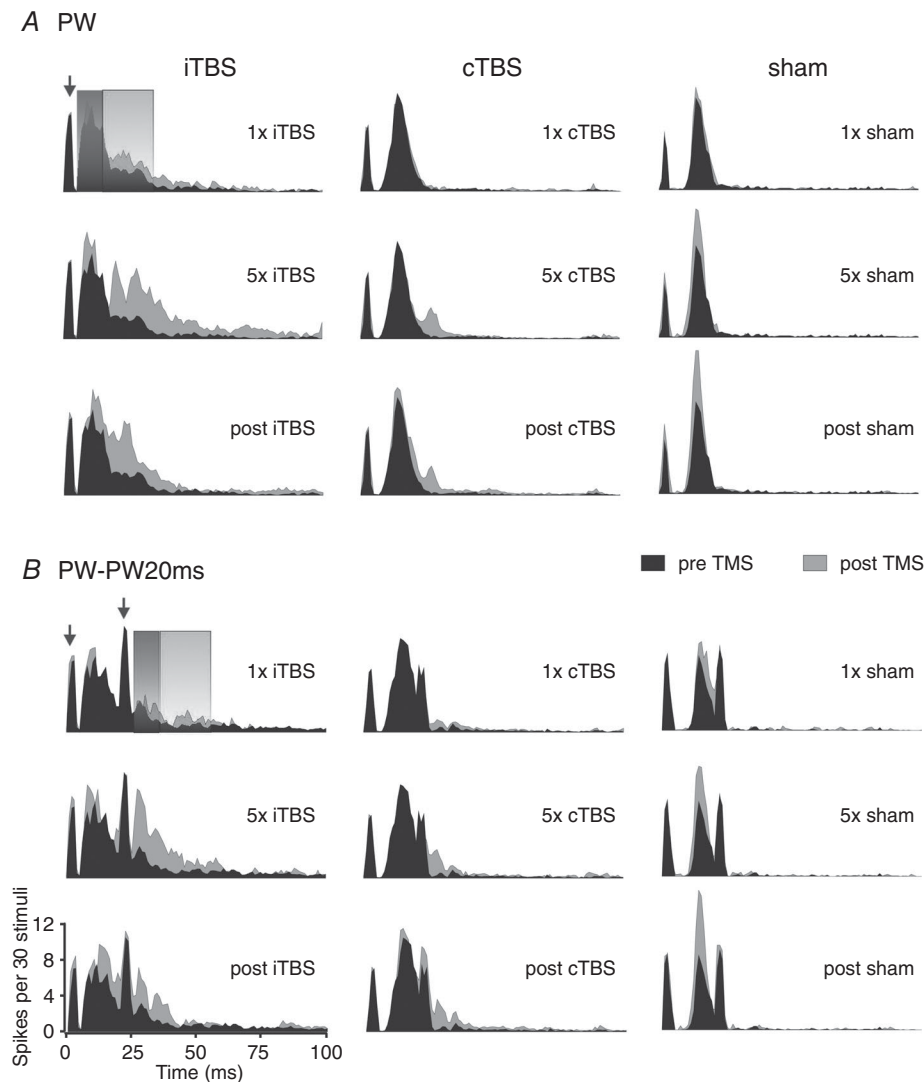 A PW
iTBS cTBS sham
1x iTBS 1x cTBS 1x sham
5x iTBS 5x cTBS 5x sham
post iTBS post cTBS post sham
B PW-PW20ms
pre TMS post TMS
1x iTBS 1x cTBS 1x sham
5x iTBS 5x cTBS 5x sham
post iTBS post cTBS post sham
Spikes per 30 stimuli
12
8
4
0
0 25 50 75 100
Time (ms)